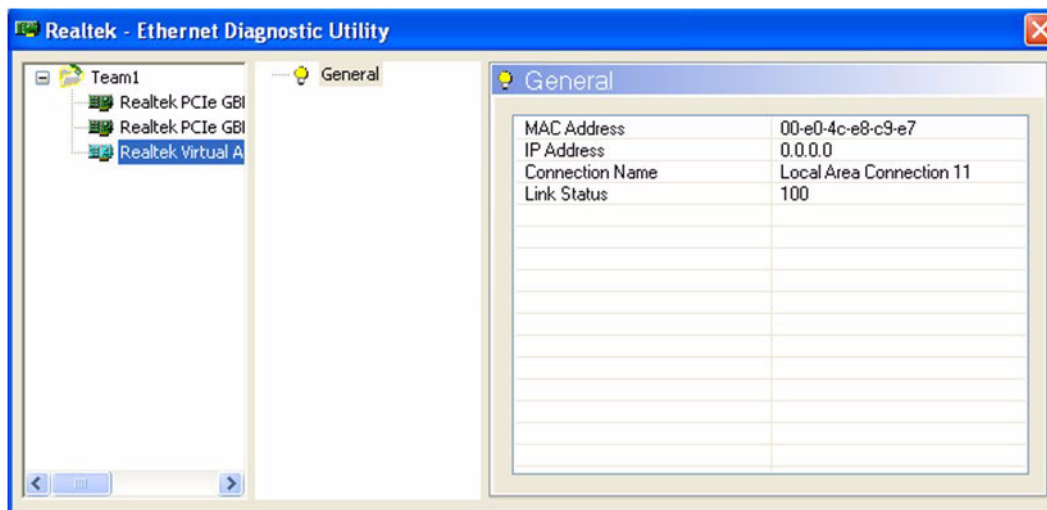 Realtek - Ethernet Diagnostic Utility
Team1
Realtek PCIe GBI
Realtek PCIe GBI
Realtek Virtual A
General
General
MAC Address 00-e0-4c-e8-c9-e7
IP Address 0.0.0.0
Connection Name Local Area Connection 11
Link Status 100